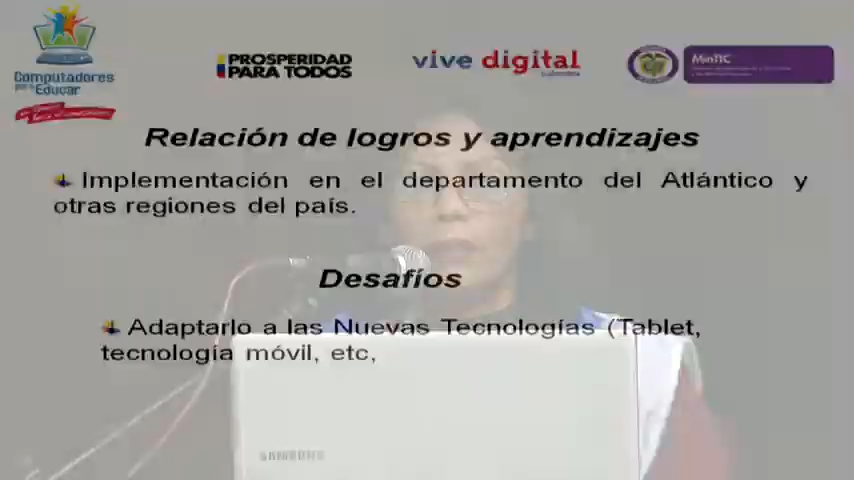 Computadores
para Educar
PROSPERIDAD
PARA TODOS
vive digital
MinTIC
Relación de logros y aprendizajes
Implementación en el departamento del Atlántico y
otras regiones del país.
Desafíos
Adaptarlo a las Nuevas Tecnologías (Tablet,
tecnología móvil, etc,
SAMSUNG